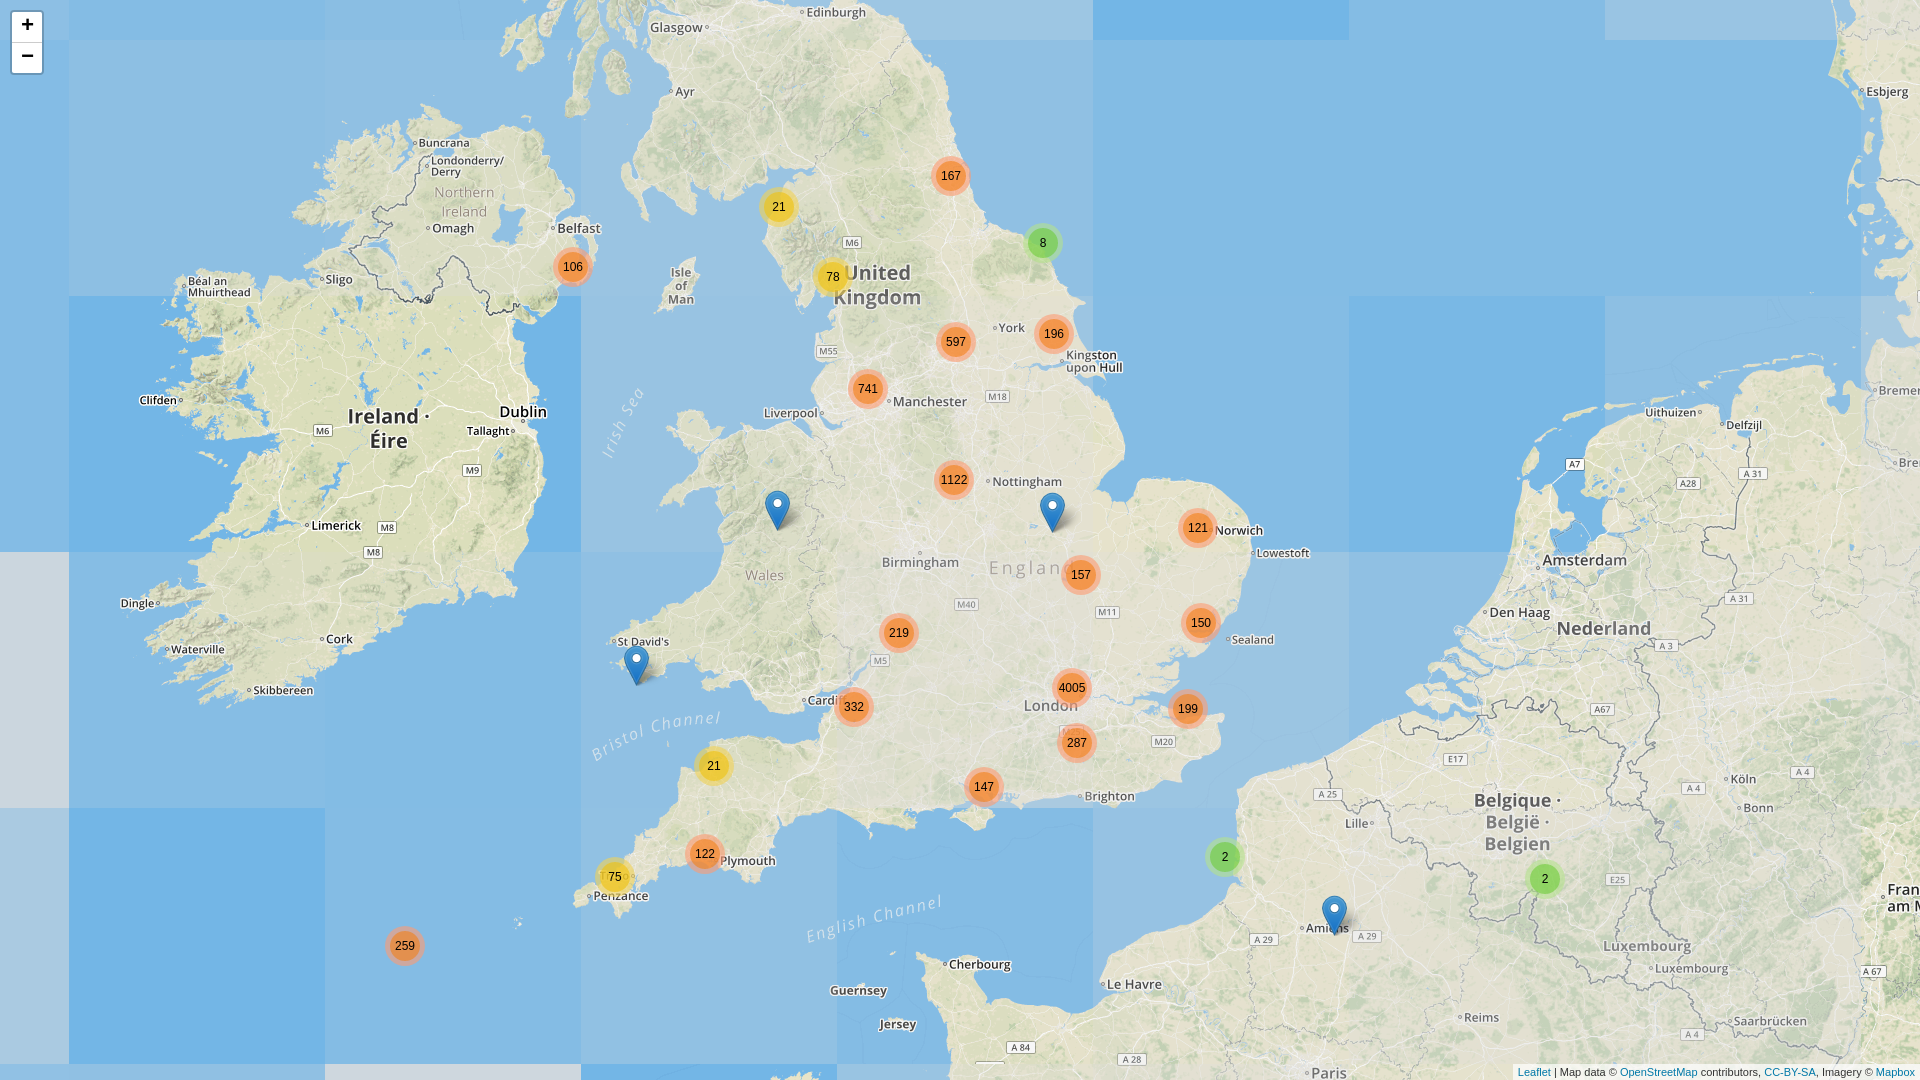 +
−
Glasgow
Edinburgh
Ayr
Esbjerg
Buncrana
Londonderry/
Derry
167
Northern
Ireland
21
Omagh
Belfast
M6
8
106
Isle
of
Man
78
United
Kingdom
Sligo
Béal an
Mhuirthead
York
196
597
M55
Kingston
upon Hull
741
Manchester
M18
Liverpool
Clifden
Ireland ·
Éire
Dublin
Tallaght
M6
M9
Irish Sea
Uithuizen
Delfzijl
A7
A 31
A28
1122
Nottingham
Limerick
M8
M8
121
Norwich
Lowestoft
Birmingham
Wales
157
Amsterdam
Dingle
M40
M11
A 31
Den Haag
Nederland
150
219
Sealand
Cork
St David's
Waterville
M5
A 3
Skibbereen
4005
London
332
199
A67
Bristol Channel
287
M20
E17
21
147
Brighton
A 25
Köln
A 4
A 4
Bonn
Belgique ·
België ·
Belgien
Lille
122
Plymouth
2
75
Penzance
2
E25
English Channel
Amiens
A 29
A 29
259
Luxembourg
Luxembourg
Cherbourg
A 67
Le Havre
Guernsey
Jersey
Reims
Saarbrücken
A 84
A 28
A 4
Paris
Leaflet | Map data © OpenStreetMap contributors, CC-BY-SA, Imagery © Mapbox